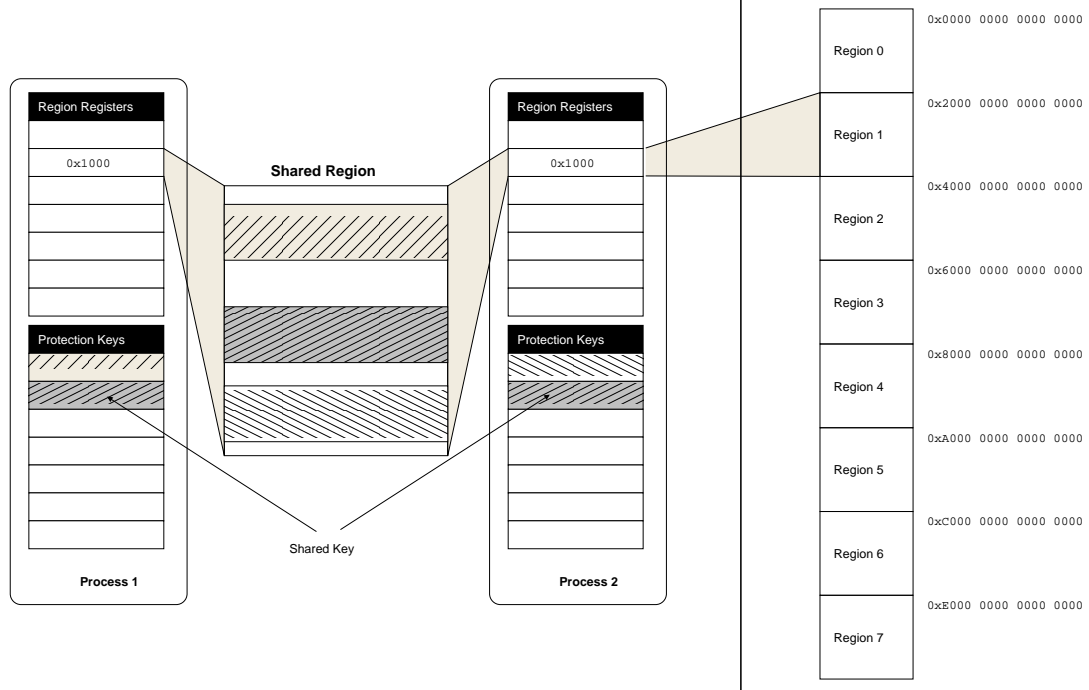 Region Registers
0x1000
Protection Keys
Process 1
Shared Region
Shared Key
Region Registers
0x1000
Protection Keys
Process 2
0x0000 0000 0000 0000
Region 0
0x2000 0000 0000 0000
Region 1
0x4000 0000 0000 0000
Region 2
0x6000 0000 0000 0000
Region 3
0x8000 0000 0000 0000
Region 4
0xA000 0000 0000 0000
Region 5
0xC000 0000 0000 0000
Region 6
0xE000 0000 0000 0000
Region 7